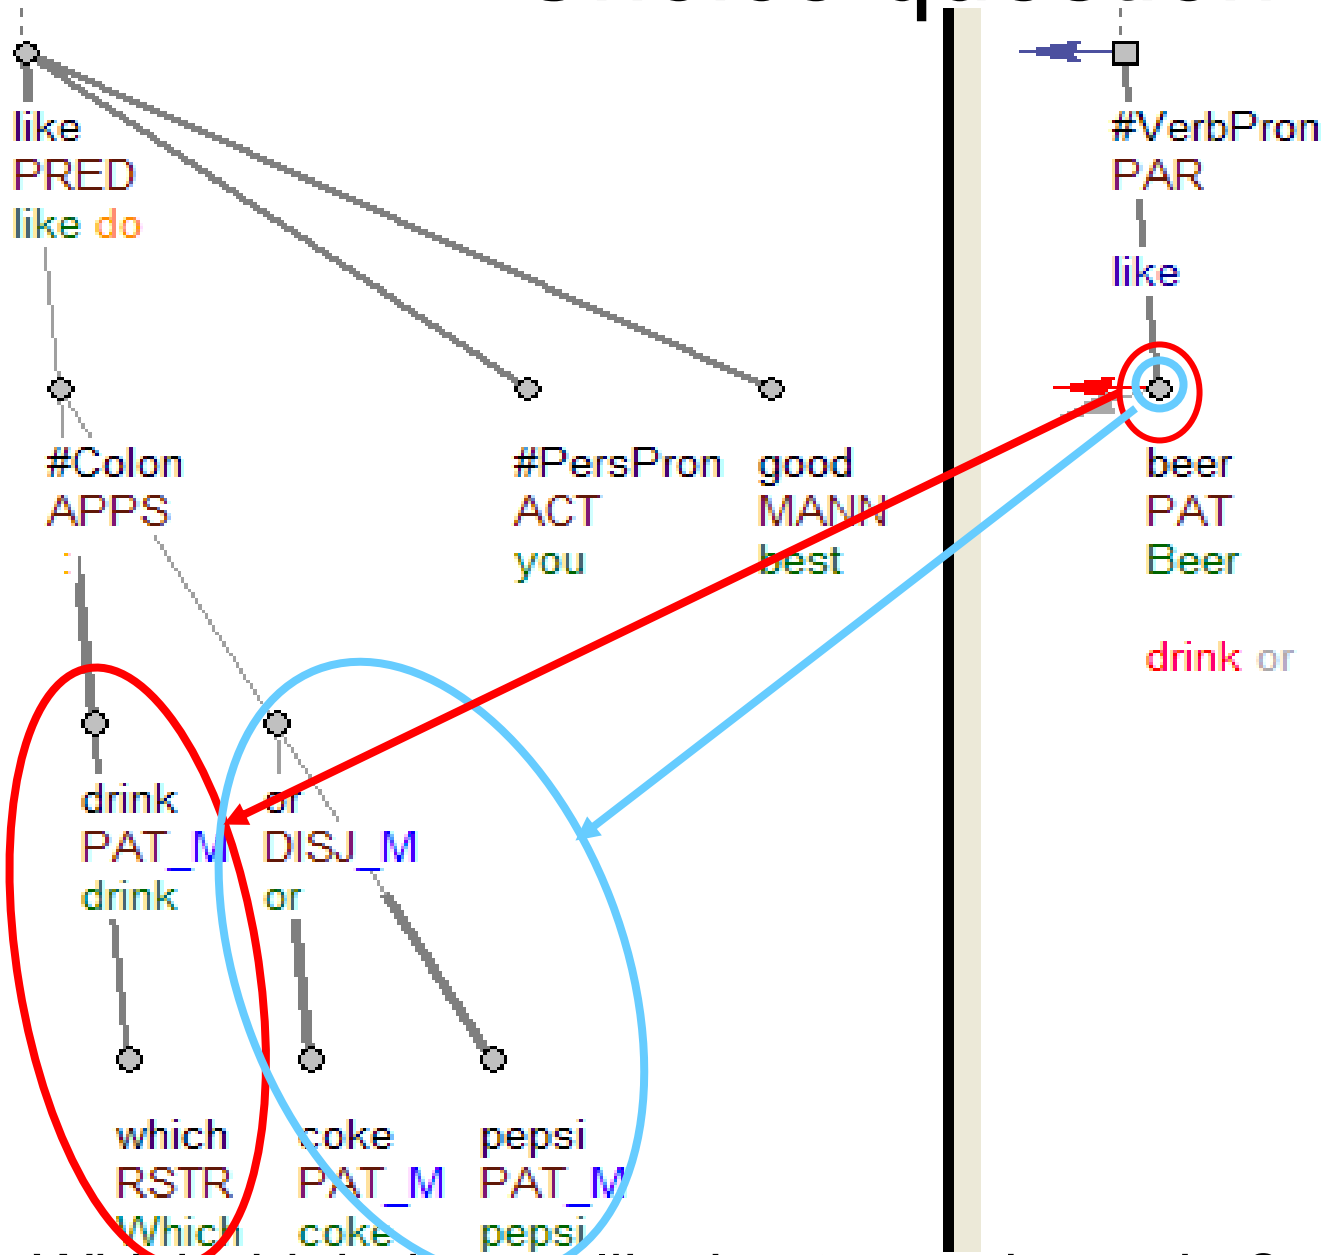 like
PRED
like do
#Colon
APPS
:
#PersPron
ACT
you
good
MANN
best
drink
PAT_M
drink
or
DISJ_M
or
which
RSTR
Which
coke
PAT_M
coke
pepsi
PAT_M
pepsi
#VerbPron
PAR
like
beer
PAT
Beer
drink or